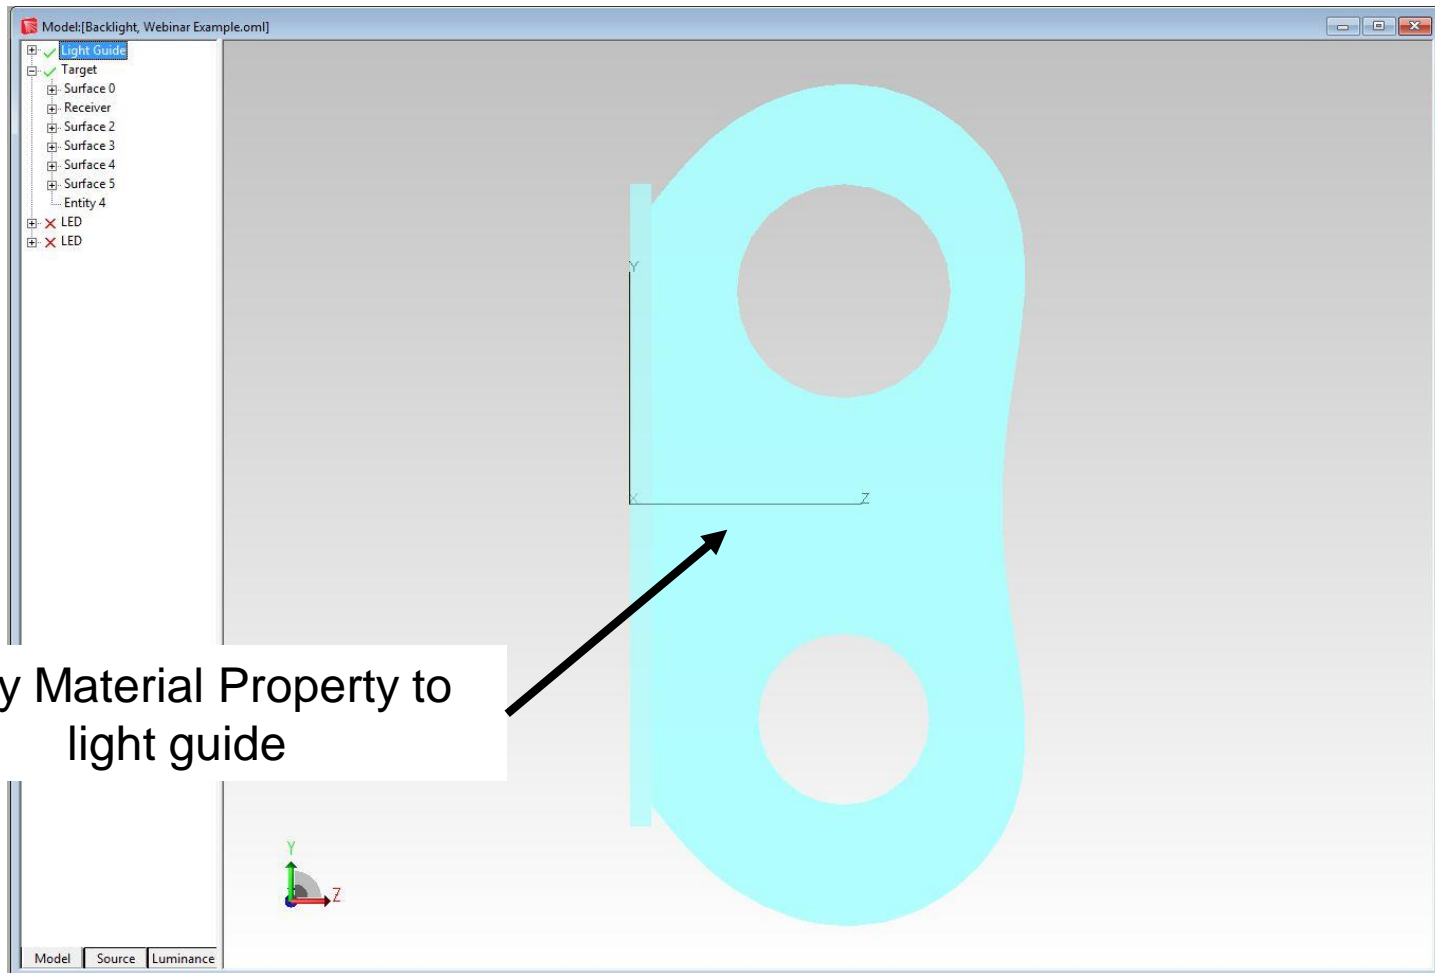 Model:[Backlight, Webinar Example.oml]
Light Guide
Target
Surface 0
Receiver
Surface 2
Surface 3
Surface 4
Surface 5
Entity 4
LED
LED
Y
X
Z
y Material Property to
light guide
Y
Z
Model Source Luminance